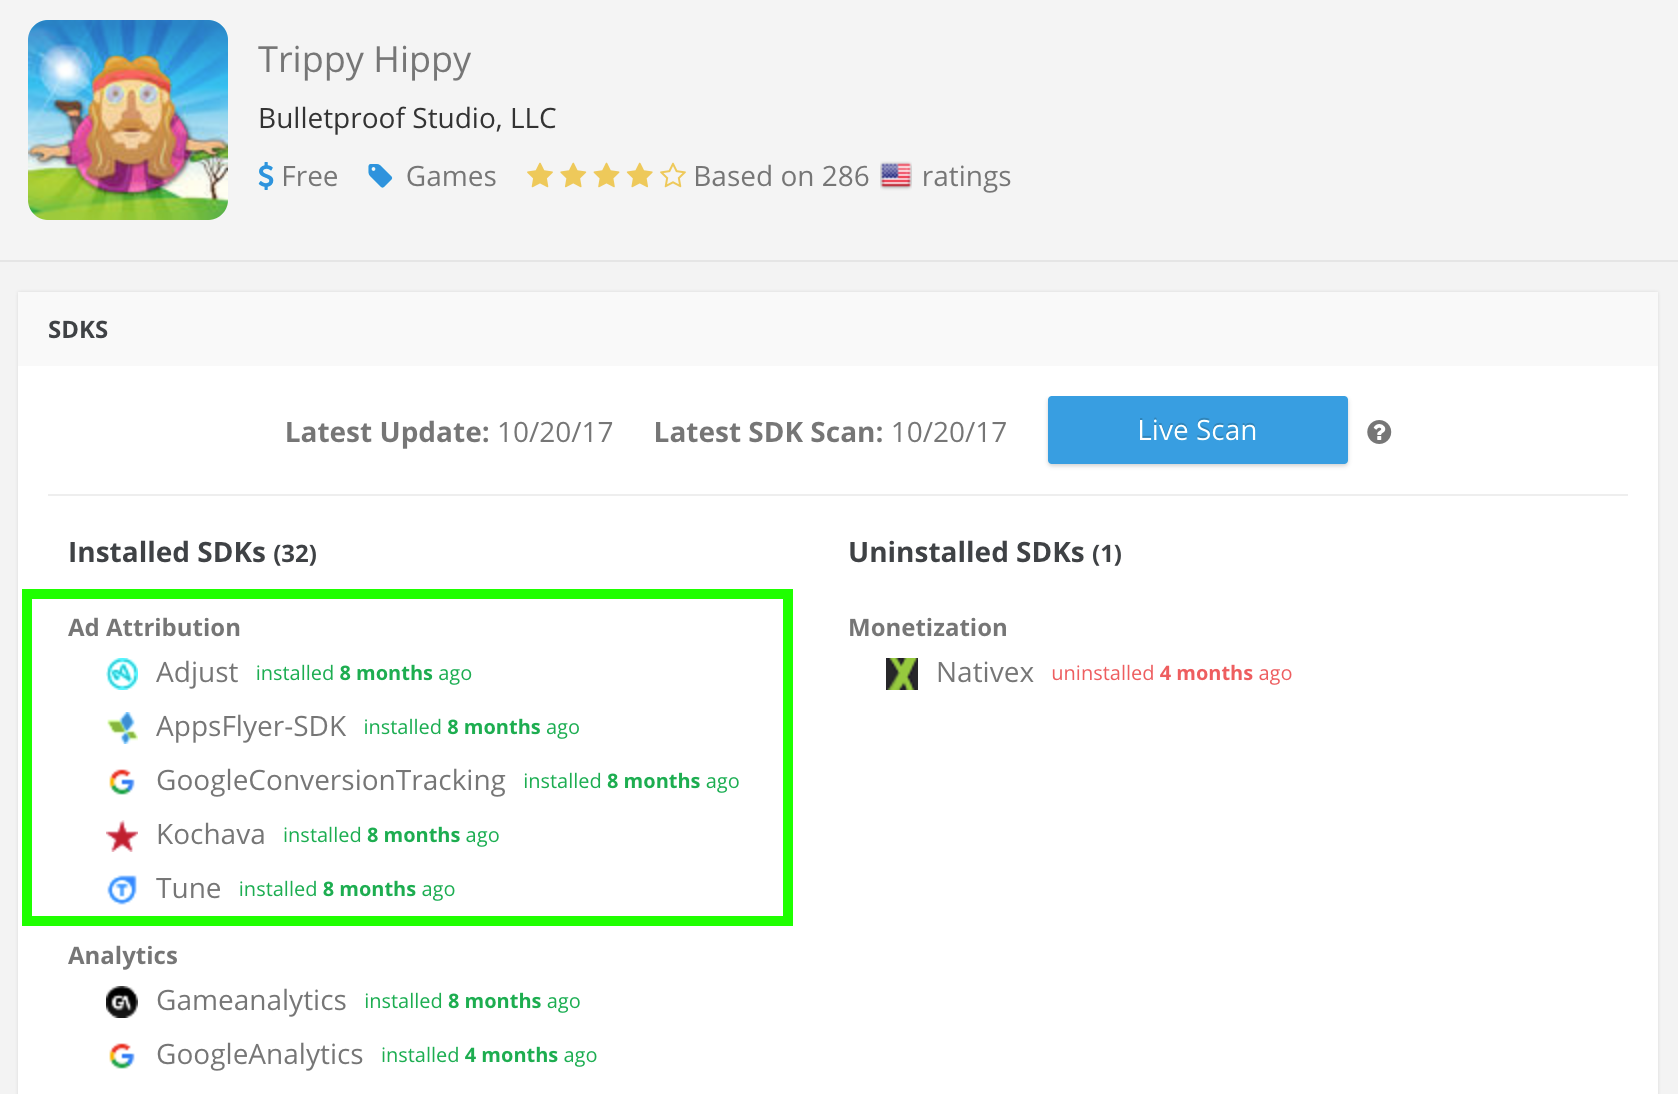 Trippy Hippy
Bulletproof Studio, LLC
$ Free Games Based on 286 ratings
SDKS
Latest Update: 10/20/17 Latest SDK Scan: 10/20/17 Live Scan ?
Installed SDKs (32)
Ad Attribution
Adjust installed 8 months ago
AppsFlyer-SDK installed 8 months ago
G GoogleConversionTracking installed 8 months ago
Kochava installed 8 months ago
T Tune installed 8 months ago
Analytics
GA Gameanalytics installed 8 months ago
G GoogleAnalytics installed 4 months ago
Uninstalled SDKs (1)
Monetization
X Nativex uninstalled 4 months ago